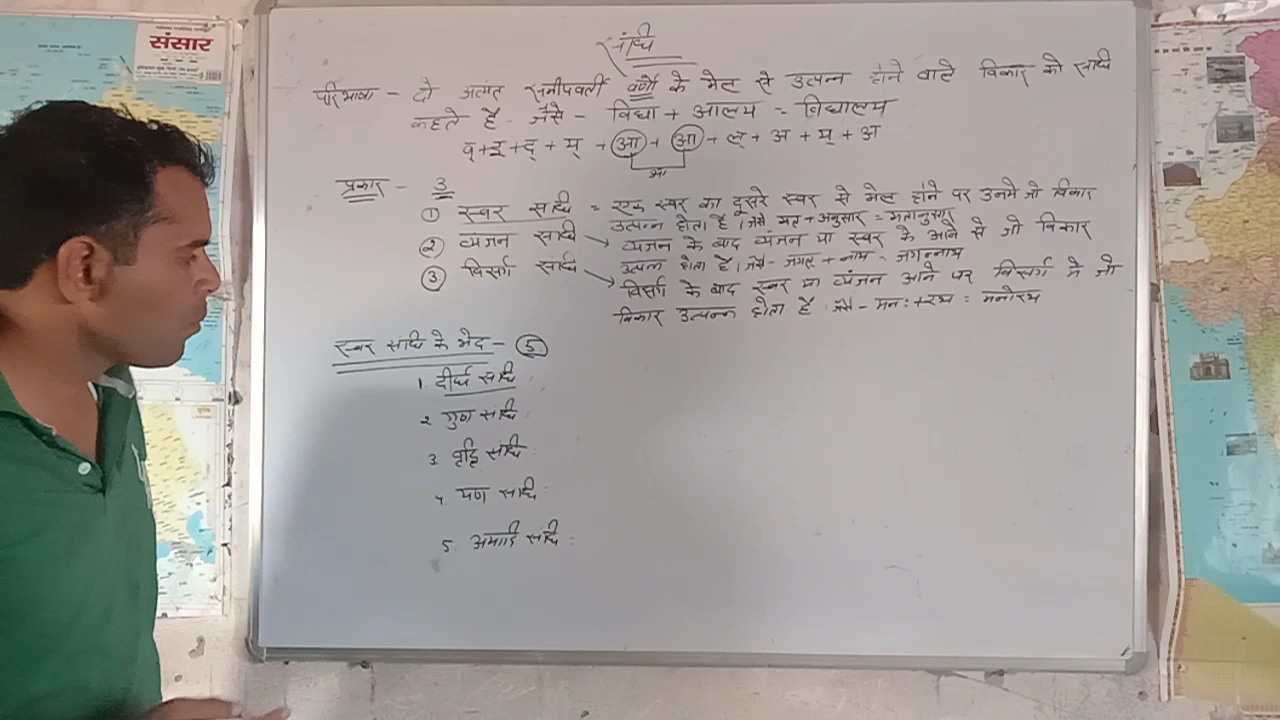 संसार
संधि
परिभाषा - दो अत्यंत समीपवर्ती वर्णों के मेल से उत्पन्न होने वाले विकार को संधि
कहते हैं. जैसे - विद्या + आलय = विद्यालय
व्+इ+द्+य्+आ+आ+ल्+अ+य्+अ
आ
प्रकार - 3
① स्वर संधि = एक स्वर का दूसरे स्वर से मेल होने पर उनमें जो विकार
उत्पन्न होता है। जैसे मत + अनुसार = मतानुसार
② व्यंजन संधि → व्यंजन के बाद व्यंजन या स्वर के आने से जो विकार
उत्पन्न होता है। जैसे - जगत् + नाथ = जगन्नाथ
③ विसर्ग संधि → विसर्ग के बाद स्वर या व्यंजन आने पर विसर्ग में जो
विकार उत्पन्न होता है. जैसे - मनः+रथ = मनोरथ
स्वर संधि के भेद - ⑤
1. दीर्घ संधि :
2. गुण संधि :
3. वृद्धि संधि :
4. यण संधि :
5. अयादि संधि :